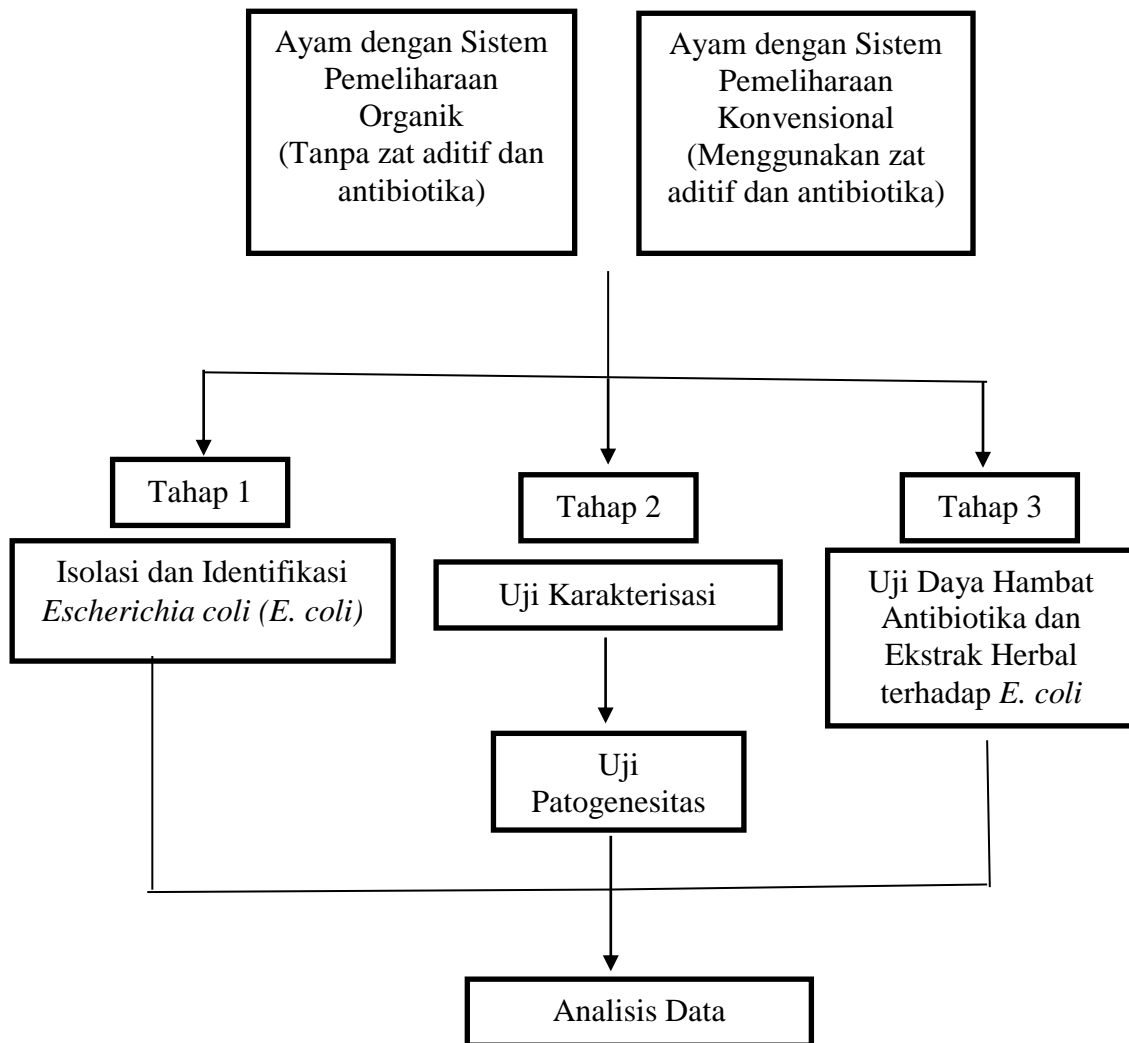 Ayam dengan Sistem
Pemeliharaan
Organik
(Tanpa zat aditif dan
antibiotika)
Ayam dengan Sistem
Pemeliharaan
Konvensional
(Menggunakan zat
aditif dan antibiotika)
Tahap 1
Isolasi dan Identifikasi
Escherichia coli (E. coli)
Tahap 2
Uji Karakterisasi
Uji
Patogenesitas
Tahap 3
Uji Daya Hambat
Antibiotika dan
Ekstrak Herbal
terhadap E. coli
Analisis Data